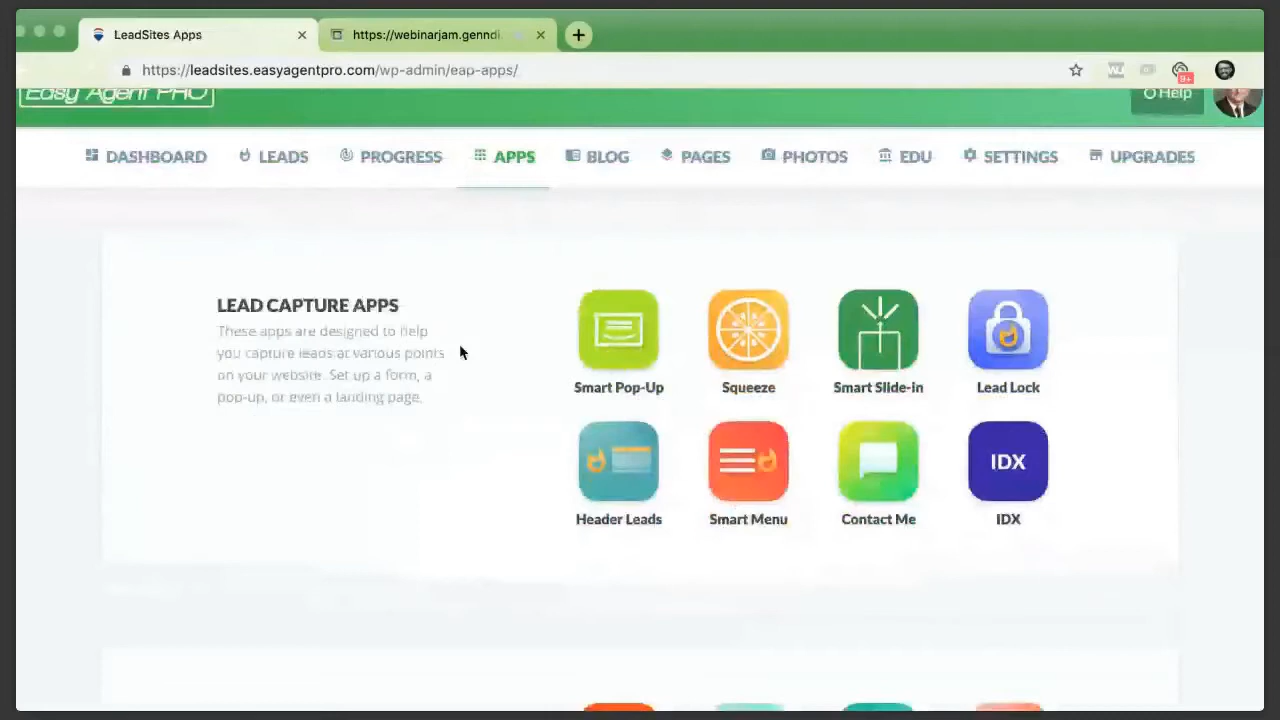 LeadSites Apps
https://webinarjam.genndi
https://leadsites.easyagentpro.com/wp-admin/eap-apps/
9+
Easy Agent PRO
Help
DASHBOARD
LEADS
PROGRESS
APPS
BLOG
PAGES
PHOTOS
EDU
SETTINGS
UPGRADES
LEAD CAPTURE APPS
These apps are designed to help
you capture leads at various points
on your website. Set up a form, a
pop-up, or even a landing page.
Smart Pop-Up
Squeeze
Smart Slide-in
Lead Lock
IDX
Header Leads
Smart Menu
Contact Me
IDX